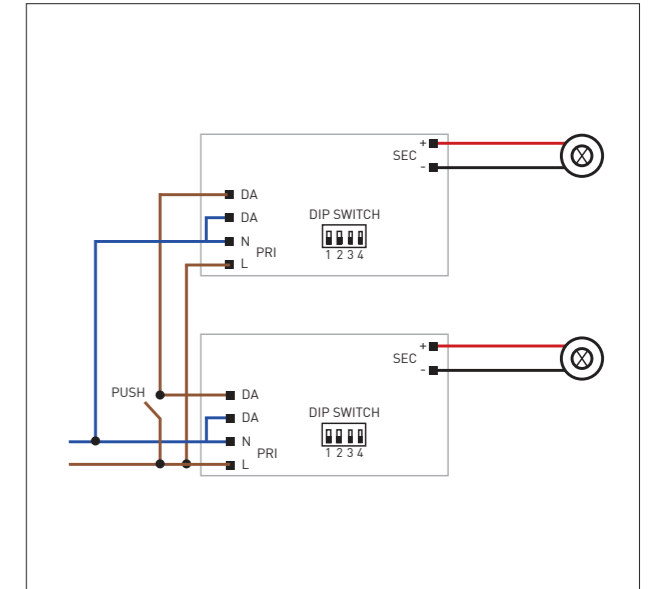 +
SEC
-
DA
DA
DIP SWITCH
N
PRI
1 2 3 4
L
+
SEC
-
PUSH
DA
DA
DIP SWITCH
N
PRI
1 2 3 4
L